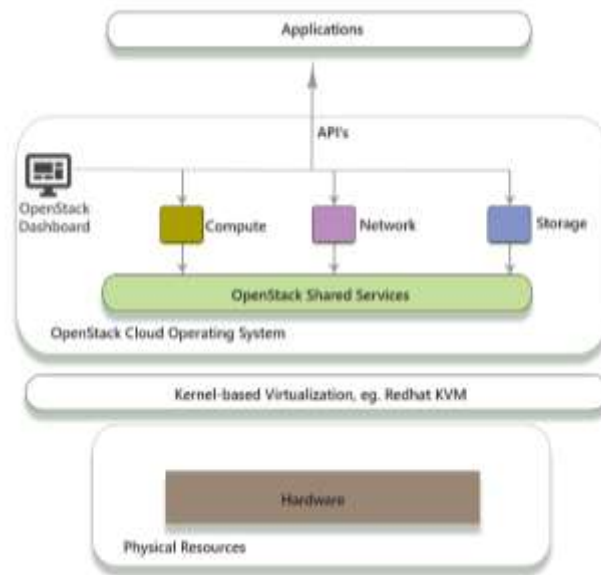 Applications
API's
OpenStack
Dashboard
Compute
Network
Storage
OpenStack Shared Services
OpenStack Cloud Operating System
Kernel-based Virtualization, eg. Redhat KVM
Hardware
Physical Resources